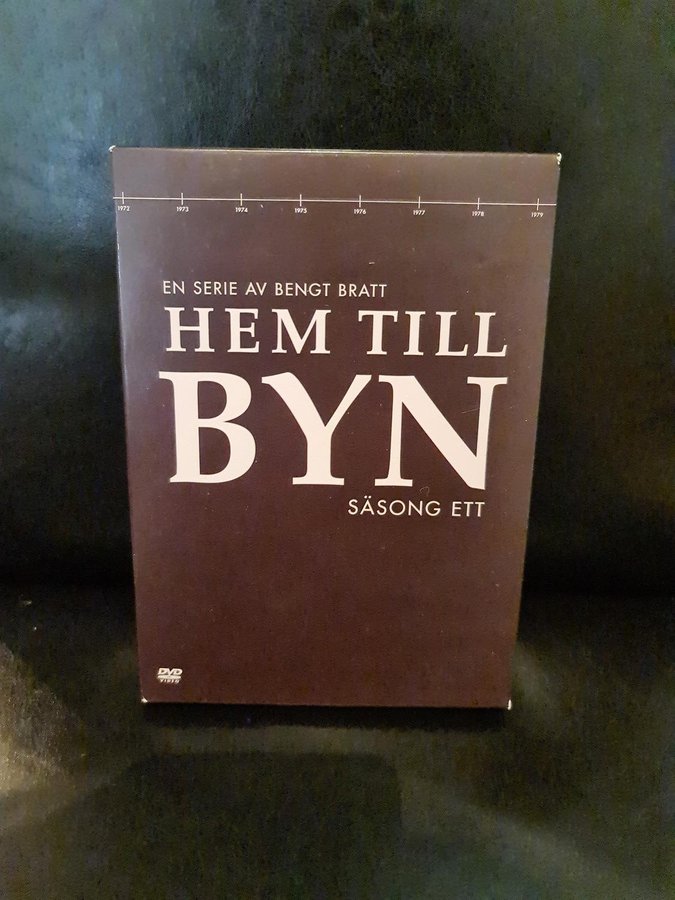 1972 1973 1974 1975 1976 1977 1978 1979
EN SERIE AV BENGT BRATT
HEM TILL
BYN
SÄSONG ETT
DVD
VIDEO